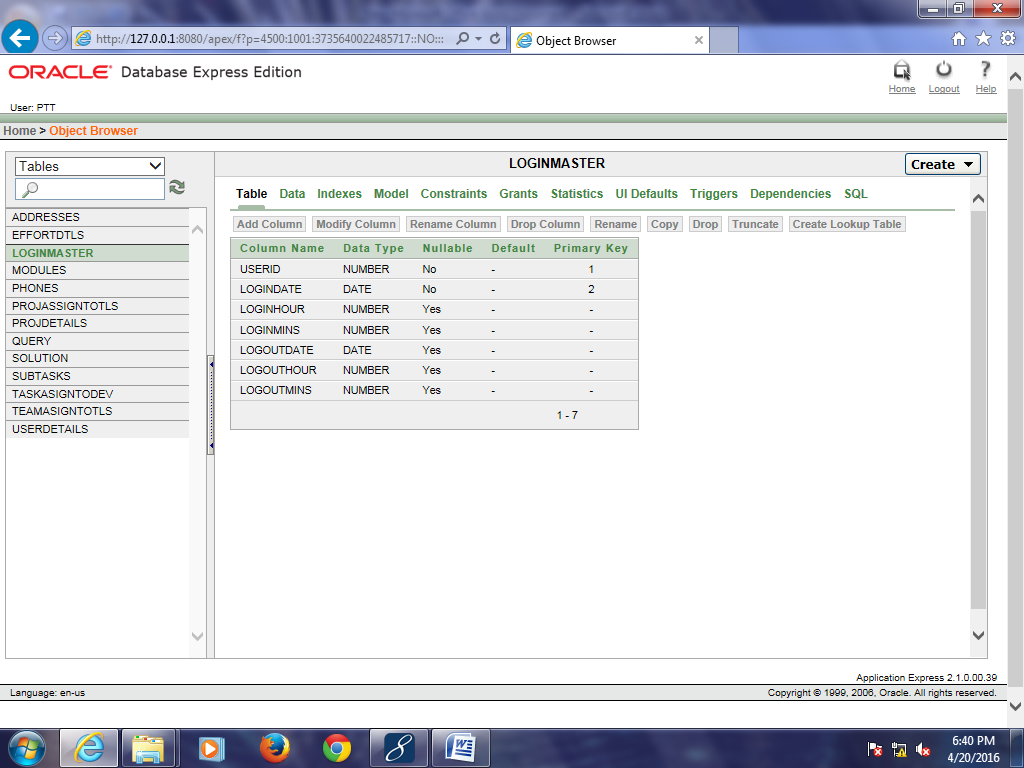 http://127.0.0.1:8080/apex/f?p=4500:1001:3735640022485717::NO:::
Object Browser
ORACLE Database Express Edition
Home Logout Help
User: PTT
Home > Object Browser
Tables
ADDRESSES
EFFORTDTLS
LOGINMASTER
MODULES
PHONES
PROJASSIGNTOTLS
PROJDETAILS
QUERY
SOLUTION
SUBTASKS
TASKASIGNTODEV
TEAMASIGNTOTLS
USERDETAILS
LOGINMASTER
Create
Table Data Indexes Model Constraints Grants Statistics UI Defaults Triggers Dependencies SQL
Add Column Modify Column Rename Column Drop Column Rename Copy Drop Truncate Create Lookup Table
Column Name Data Type Nullable Default Primary Key
USERID NUMBER No - 1
LOGINDATE DATE No - 2
LOGINHOUR NUMBER Yes - -
LOGINMINS NUMBER Yes - -
LOGOUTDATE DATE Yes - -
LOGOUTHOUR NUMBER Yes - -
LOGOUTMINS NUMBER Yes - -
1 - 7
Application Express 2.1.0.00.39
Language: en-us
Copyright © 1999, 2006, Oracle. All rights reserved.
6:40 PM
4/20/2016